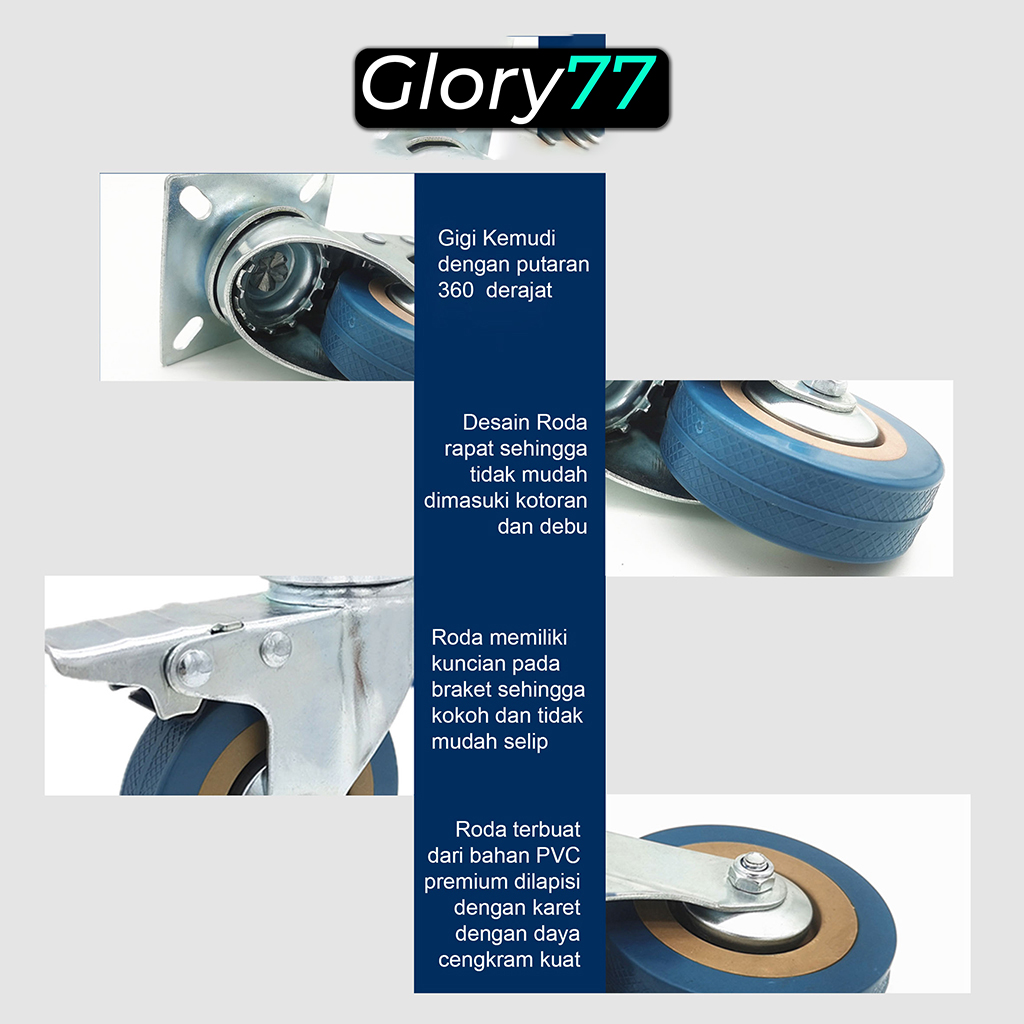 Glory77
Gigi Kemudi
dengan putaran
360 derajat
Desain Roda
rapat sehingga
tidak mudah
dimasuki kotoran
dan debu
Roda memiliki
kuncian pada
braket sehingga
kokoh dan tidak
mudah selip
Roda terbuat
dari bahan PVC
premium dilapisi
dengan karet
dengan daya
cengkram kuat